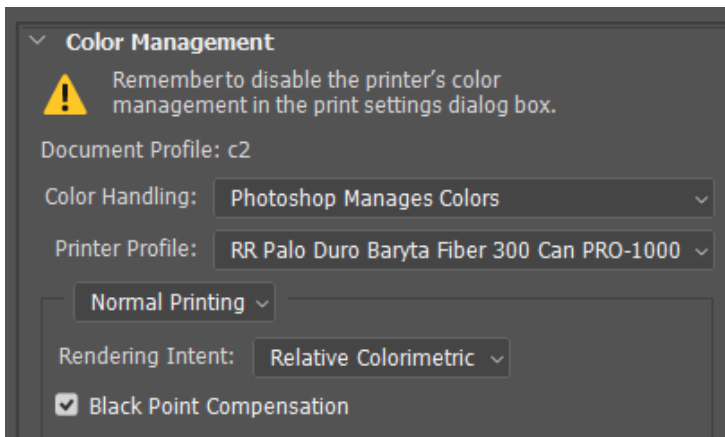 Color Management
Remember to disable the printer's color
management in the print settings dialog box.
Document Profile: c2
Color Handling: Photoshop Manages Colors
Printer Profile: RR Palo Duro Baryta Fiber 300 Can PRO-1000
Normal Printing
Rendering Intent: Relative Colorimetric
Black Point Compensation